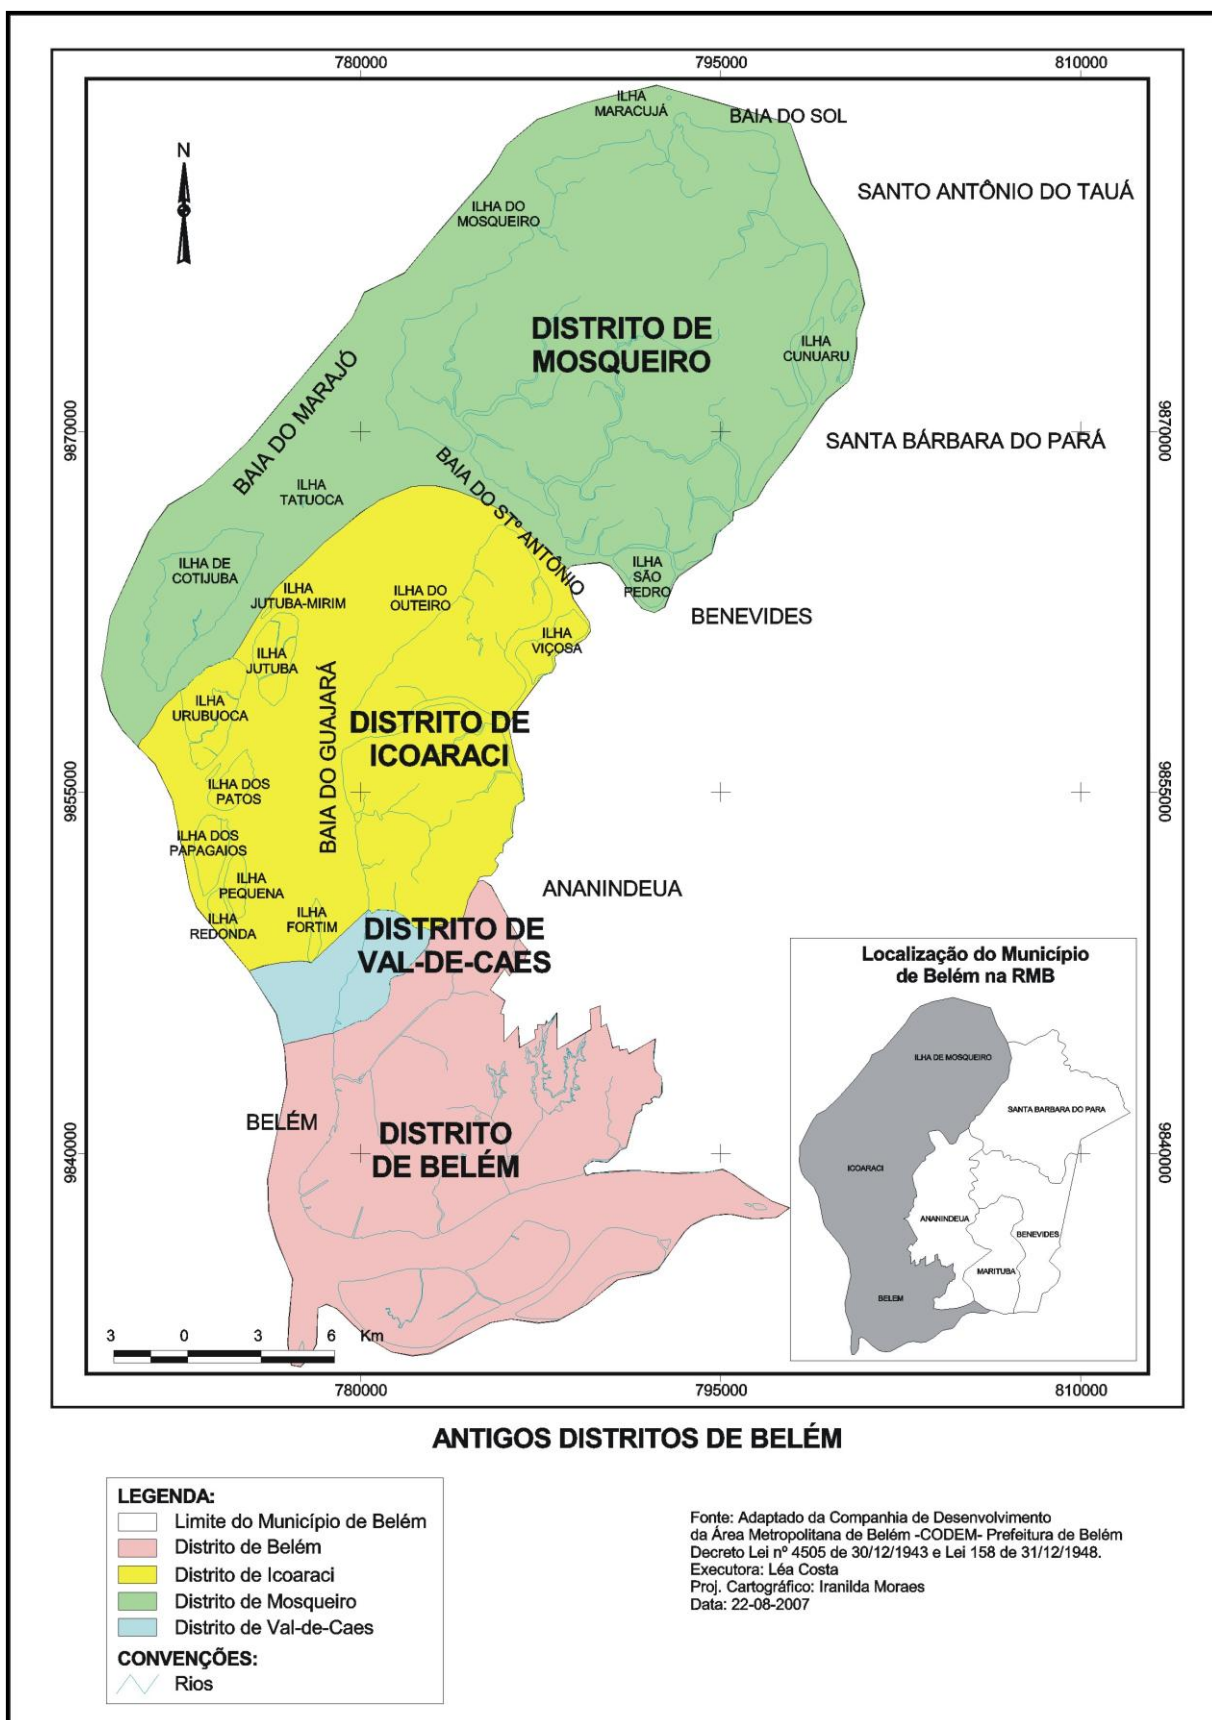 780000
795000
810000
ILHA
MARACUJÁ
BAIA DO SOL
N
SANTO ANTÔNIO DO TAUÁ
ILHA DO
MOSQUEIRO
DISTRITO DE
MOSQUEIRO
ILHA
CUNUARU
BAIA DO MARAJÓ
9870000
9870000
SANTA BÁRBARA DO PARÁ
BAIA DO STº ANTÔNIO
ILHA
TATUOCA
ILHA DE
COTIJUBA
ILHA
SÃO
PEDRO
ILHA
JUTUBA-MIRIM
ILHA DO
OUTEIRO
BENEVIDES
ILHA
VIÇOSA
ILHA
JUTUBA
BAIA DO GUAJARÁ
ILHA
URUBUOCA
DISTRITO DE
ICOARACI
ILHA DOS
PATOS
9855000
9855000
ILHA DOS
PAPAGAIOS
ILHA
PEQUENA
ANANINDEUA
ILHA
REDONDA
ILHA
FORTIM
DISTRITO DE
VAL-DE-CAES
Localização do Município
de Belém na RMB
ILHA DE MOSQUEIRO
SANTA BARBARA DO PARA
ICOARACI
ANANINDEUA
BENEVIDES
MARITUBA
BELEM
BELÉM
DISTRITO
DE BELÉM
9840000
9840000
3 0 3 6 Km
780000
795000
810000
ANTIGOS DISTRITOS DE BELÉM
LEGENDA:
Limite do Município de Belém
Distrito de Belém
Distrito de Icoaraci
Distrito de Mosqueiro
Distrito de Val-de-Caes
CONVENÇÕES:
Rios
Fonte: Adaptado da Companhia de Desenvolvimento
da Área Metropolitana de Belém -CODEM- Prefeitura de Belém
Decreto Lei nº 4505 de 30/12/1943 e Lei 158 de 31/12/1948.
Executora: Léa Costa
Proj. Cartográfico: Iranilda Moraes
Data: 22-08-2007